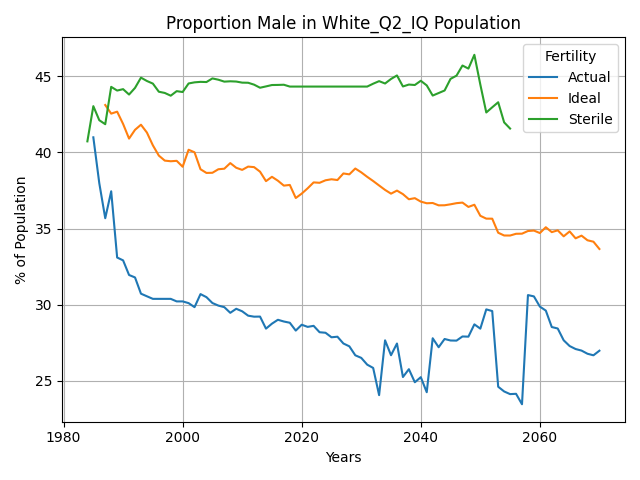 Proportion Male in White_Q2_IQ Population
% of Population
45
40
35
30
25
1980
2000
2020
2040
2060
Years
Fertility
Actual
Ideal
Sterile